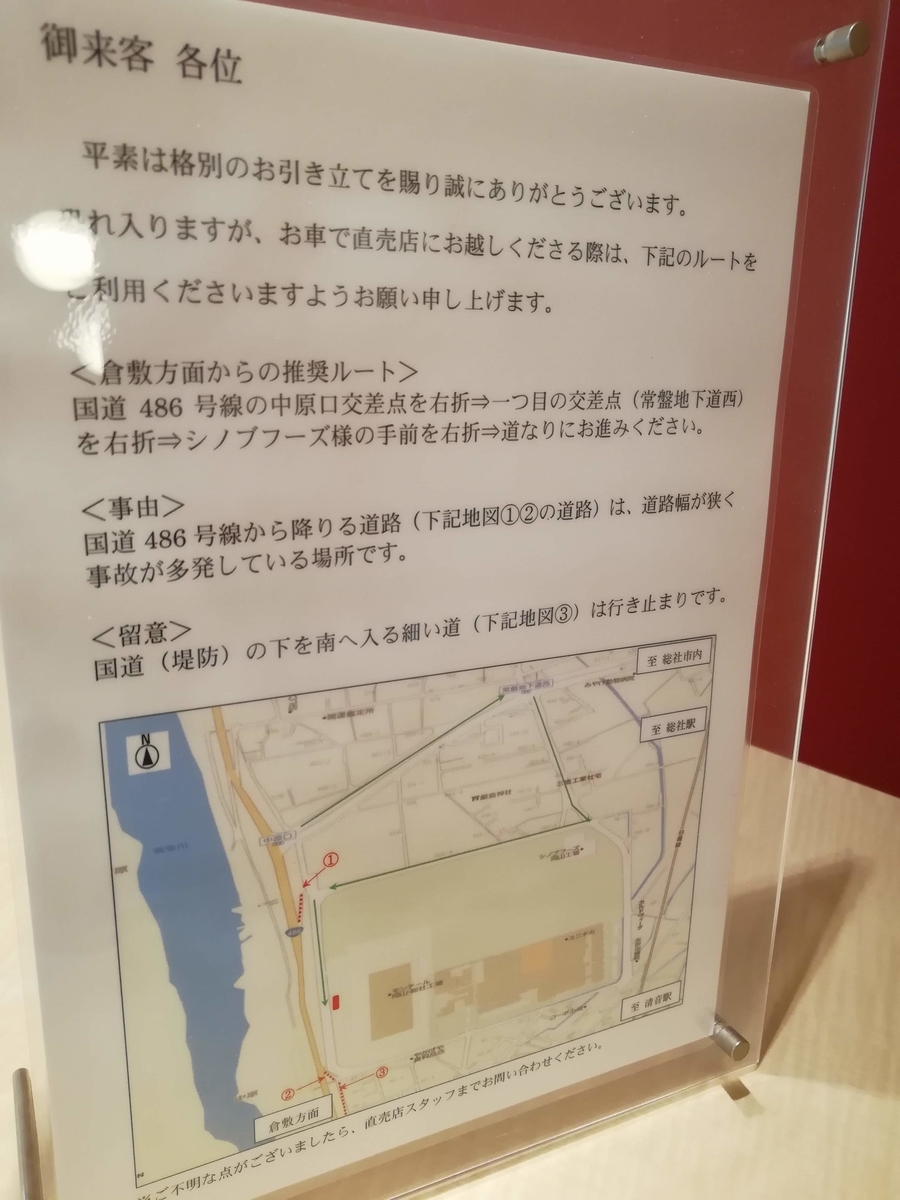 御来客 各位
平素は格別のお引き立てを賜り誠にありがとうございます。
れ入りますが、お車で直売店にお越しくださる際は、下記のルートを
ご利用くださいますようお願い申し上げます。
＜倉敷方面からの推奨ルート＞
国道 486 号線の中原口交差点を右折⇒一つ目の交差点（常盤地下道西）
を右折⇒シノブフーズ様の手前を右折⇒道なりにお進みください。
＜事由＞
国道 486 号線から降りる道路（下記地図①②の道路）は、道路幅が狭く
事故が多発している場所です。
＜留意＞
国道（堤防）の下を南へ入る細い道（下記地図③）は行き止まりです。
至 総社市内
N
至 総社駅
常盤地下道西
①
至 清音駅
②
③
倉敷方面
ご不明な点がございましたら、直売店スタッフまでお問い合わせください。